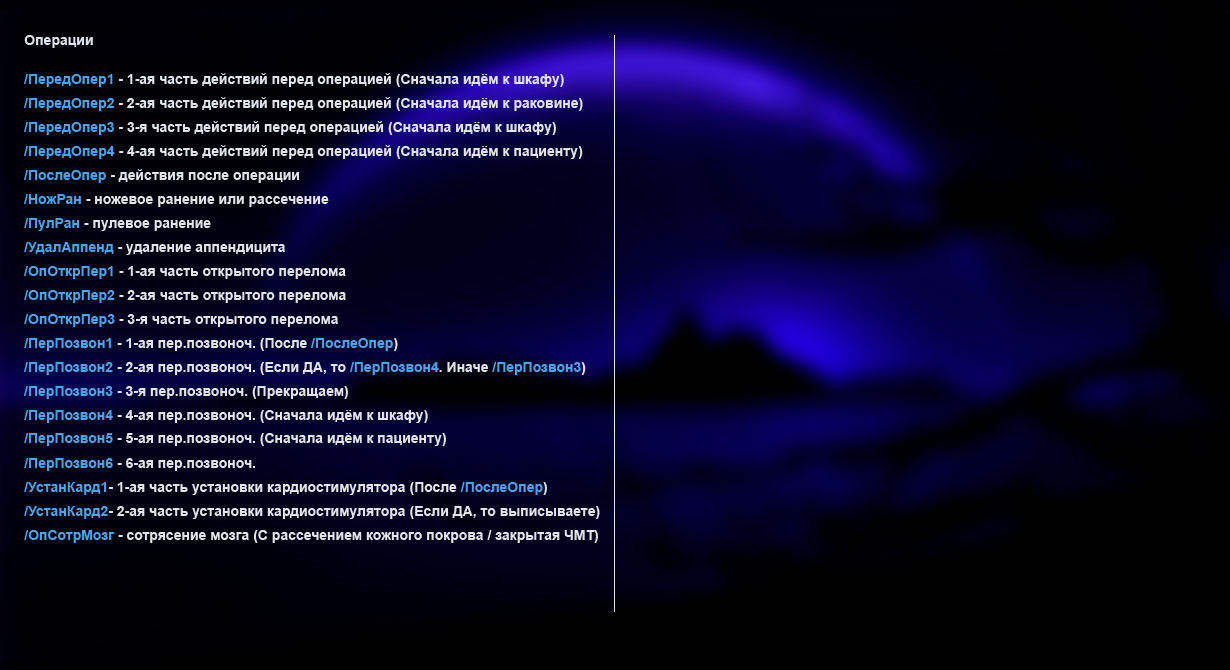 Операции
/ПередОпер1 - 1-ая часть действий перед операцией (Сначала идём к шкафу)
/ПередОпер2 - 2-ая часть действий перед операцией (Сначала идём к раковине)
/ПередОпер3 - 3-я часть действий перед операцией (Сначала идём к шкафу)
/ПередОпер4 - 4-ая часть действий перед операцией (Сначала идём к пациенту)
/ПослеОпер - действия после операции
/НожРан - ножевое ранение или рассечение
/ПулРан - пулевое ранение
/УдалАппенд - удаление аппендицита
/ОпОткрПер1 - 1-ая часть открытого перелома
/ОпОткрПер2 - 2-ая часть открытого перелома
/ОпОткрПер3 - 3-я часть открытого перелома
/ПерПозвон1 - 1-ая пер.позвоноч. (После /ПослеОпер)
/ПерПозвон2 - 2-ая пер.позвоноч. (Если ДА, то /ПерПозвон4. Иначе /ПерПозвон3)
/ПерПозвон3 - 3-я пер.позвоноч. (Прекращаем)
/ПерПозвон4 - 4-ая пер.позвоноч. (Сначала идём к шкафу)
/ПерПозвон5 - 5-ая пер.позвоноч. (Сначала идём к пациенту)
/ПерПозвон6 - 6-ая пер.позвоноч.
/УстанКард1- 1-ая часть установки кардиостимулятора (После /ПослеОпер)
/УстанКард2- 2-ая часть установки кардиостимулятора (Если ДА, то выписываете)
/ОпСотрМозг - сотрясение мозга (С рассечением кожного покрова / закрытая ЧМТ)